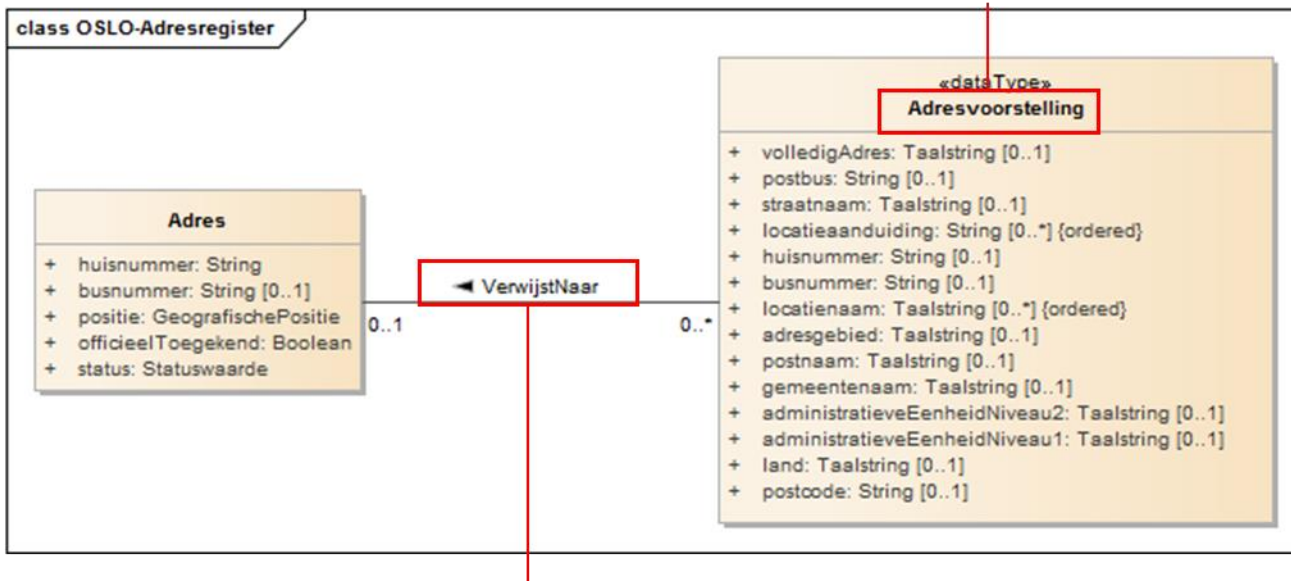 class OSLO-Adresregister
«dataType»
Adresvoorstelling
+ volledigAdres: Taalstring [0..1]
+ postbus: String [0..1]
+ straatnaam: Taalstring [0..1]
+ locatieaanduiding: String [0..*] {ordered}
+ huisnummer: String [0..1]
+ busnummer: String [0..1]
+ locatienaam: Taalstring [0..*] {ordered}
+ adresgebied: Taalstring [0..1]
+ postnaam: Taalstring [0..1]
+ gemeentenaam: Taalstring [0..1]
+ administratieveEenheidNiveau2: Taalstring [0..1]
+ administratieveEenheidNiveau1: Taalstring [0..1]
+ land: Taalstring [0..1]
+ postcode: String [0..1]
Adres
+ huisnummer: String
+ busnummer: String [0..1]
+ positie: GeografischePositie
+ officieelToegekend: Boolean
+ status: Statuswaarde
◄ VerwijstNaar
0..1
0..*